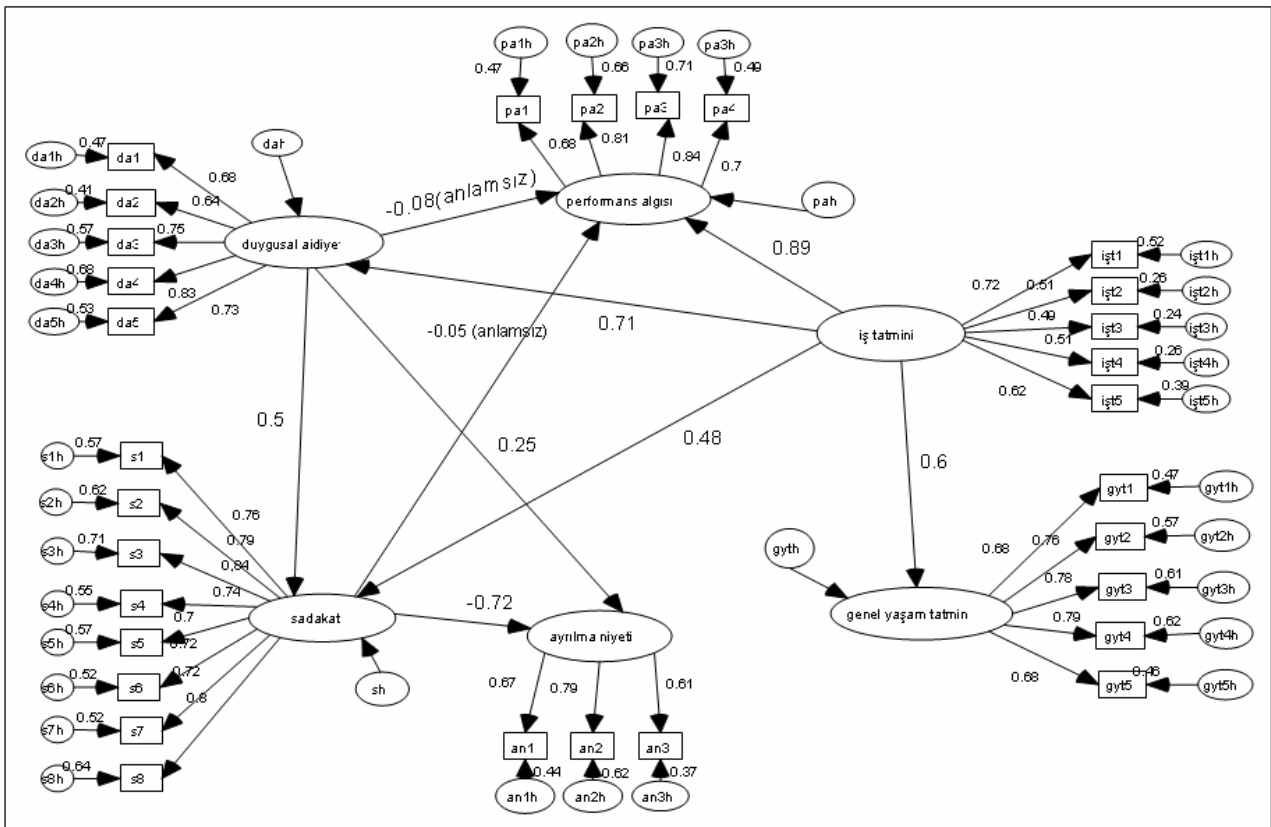 pa1h
pa2h
pa3h
pa3h
0.47
0.66
0.71
0.49
pa1
pa2
pa3
pa4
0.68
0.81
0.84
0.7
performans algısı
pah
dah
da1h
0.47
da1
0.68
da2h
0.41
da2
0.64
da3h
0.57
da3
0.75
da4h
0.68
da4
0.83
da5h
0.53
da5
0.73
duygusal aidiyet
-0.08(anlamsız)
-0.05 (anlamsız)
0.89
0.71
iş tatmini
0.72
işt1
0.52
işt1h
0.51
işt2
0.26
işt2h
0.49
işt3
0.24
işt3h
0.51
işt4
0.26
işt4h
0.62
işt5
0.39
işt5h
0.5
0.25
0.48
0.6
s1h
0.57
s1
0.76
s2h
0.62
s2
0.79
s3h
0.71
s3
0.84
s4h
0.55
s4
0.74
s5h
0.57
s5
0.7
s6h
0.52
s6
0.72
s7h
0.52
s7
0.72
s8h
0.64
s8
0.8
sadakat
sh
-0.72
ayrılma niyeti
0.67
0.79
0.61
an1
an2
an3
0.44
0.62
0.37
an1h
an2h
an3h
gyth
genel yaşam tatmin
0.68
gyt1
0.47
gyt1h
0.76
gyt2
0.57
gyt2h
0.78
gyt3
0.61
gyt3h
0.79
gyt4
0.62
gyt4h
0.68
gyt5
0.46
gyt5h